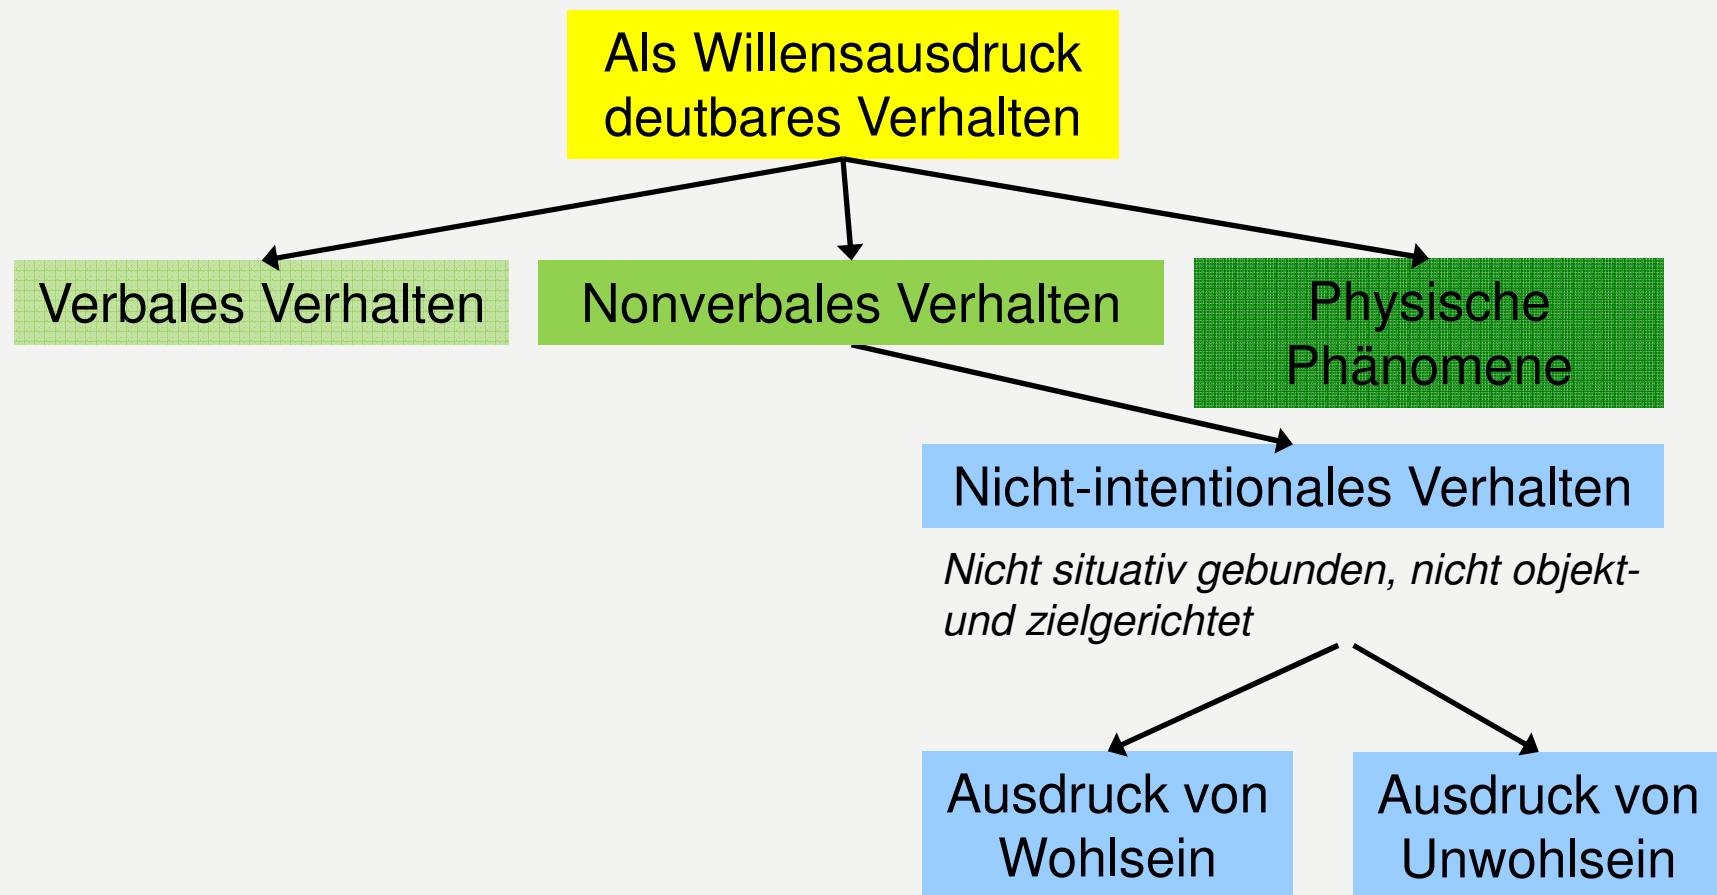 Als Willensausdruck
deutbares Verhalten
Verbales Verhalten
Nonverbales Verhalten
Physische
Phänomene
Nicht-intentionales Verhalten
Nicht situativ gebunden, nicht objekt-
und zielgerichtet
Ausdruck von
Wohlsein
Ausdruck von
Unwohlsein